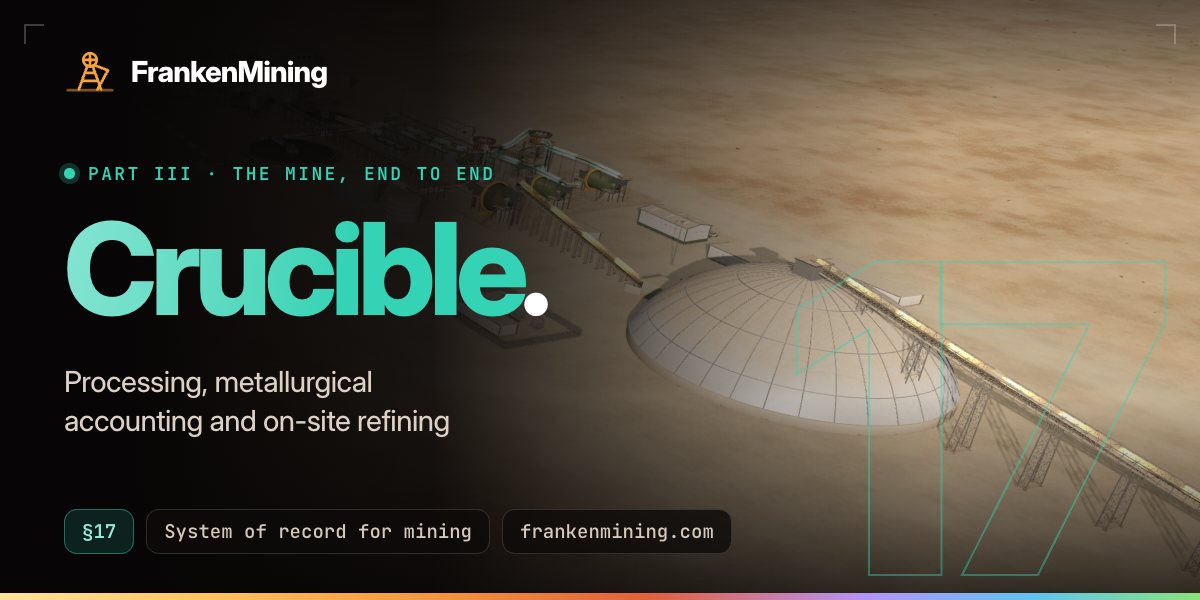 FrankenMining
PART III · THE MINE, END TO END
Crucible.
Processing, metallurgical
accounting and on-site refining
§17
System of record for mining
frankenmining.com
17